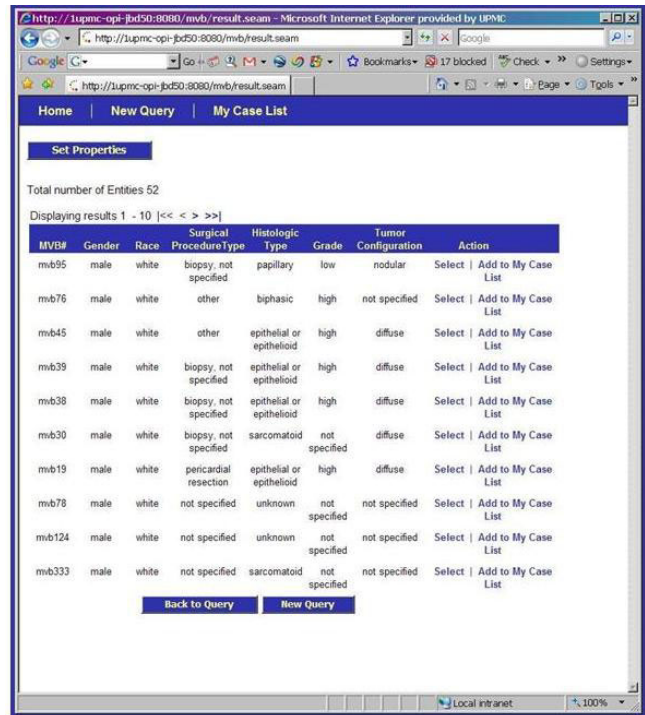 http://1upmc-opi-jbd50:8080/mvb/result.seam - Microsoft Internet Explorer provided by UPMC
http://1upmc-opi-jbd50:8080/mvb/result.seam Google
Google G Go Bookmarks 17 blocked Check Settings
http://1upmc-opi-jbd50:8080/mvb/result.seam Page Tools
Home | New Query | My Case List
Set Properties
Total number of Entities 52
Displaying results 1 - 10 |<< < > >>|
Surgical Histologic Tumor
MVB# Gender Race ProcedureType Type Grade Configuration Action
mvb95 male white biopsy, not papillary low nodular Select | Add to My Case
specified List
mvb76 male white other biphasic high not specified Select | Add to My Case
List
mvb45 male white other epithelial or high diffuse Select | Add to My Case
epithelioid List
mvb39 male white biopsy, not epithelial or high diffuse Select | Add to My Case
specified epithelioid List
mvb38 male white biopsy, not epithelial or high diffuse Select | Add to My Case
specified epithelioid List
mvb30 male white biopsy, not sarcomatoid not diffuse Select | Add to My Case
specified specified List
mvb19 male white pericardial epithelial or high diffuse Select | Add to My Case
resection epithelioid List
mvb78 male white not specified unknown not not specified Select | Add to My Case
specified List
mvb124 male white not specified unknown not not specified Select | Add to My Case
specified List
mvb333 male white not specified sarcomatoid not not specified Select | Add to My Case
specified List
Back to Query New Query
Local intranet 100%